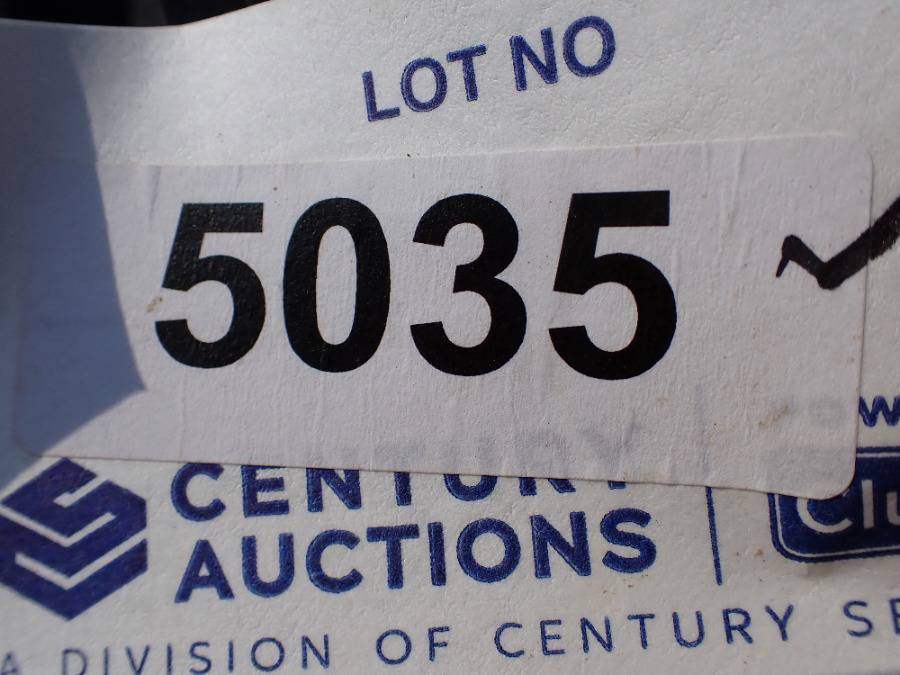 LOT NO
5035
CENTURY
AUCTIONS
A DIVISION OF CENTURY